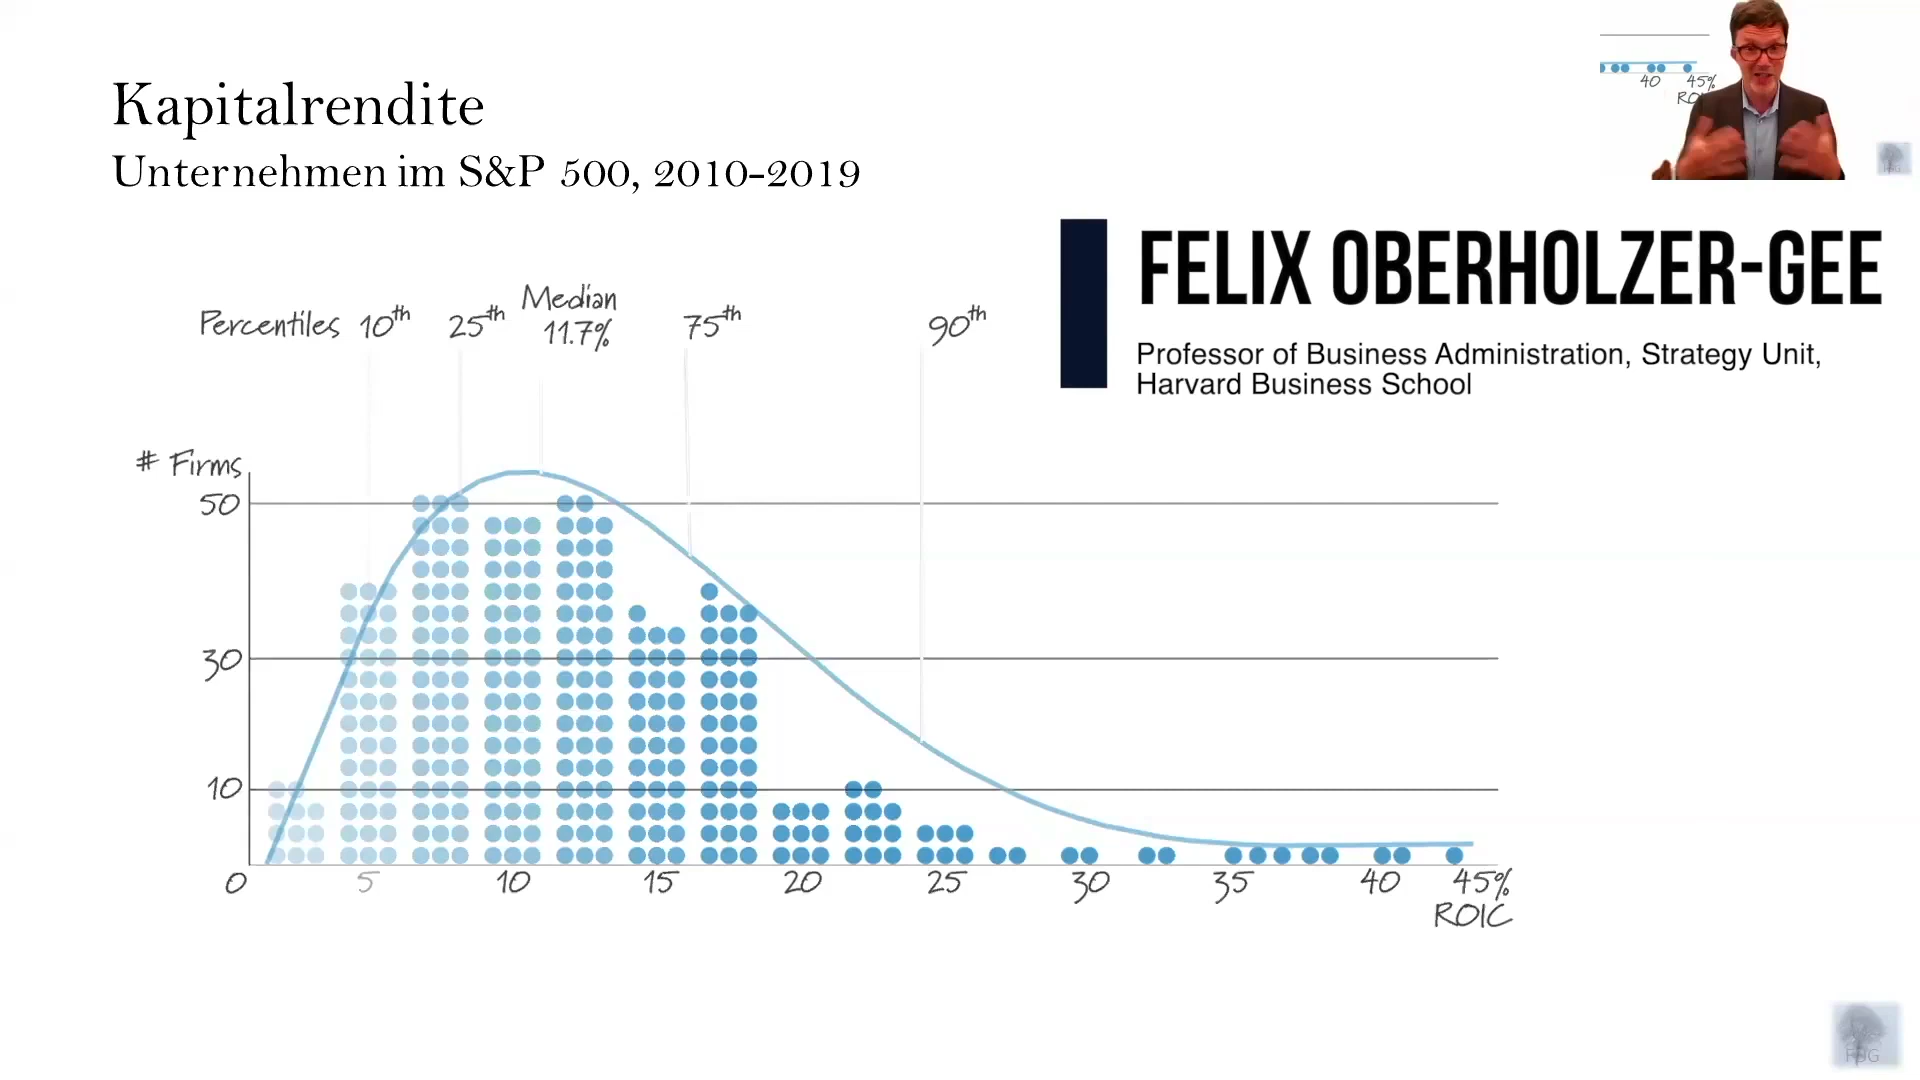 Kapitalrendite
Unternehmen im S&P 500, 2010-2019
40 45%
FELIX OBERHOLZER-GEE
Professor of Business Administration, Strategy Unit,
Harvard Business School
Percentiles 10th 25th Median 11.7% 75th 90th
# Firms
50
30
10
0 5 10 15 20 25 30 35 40 45%
ROIC